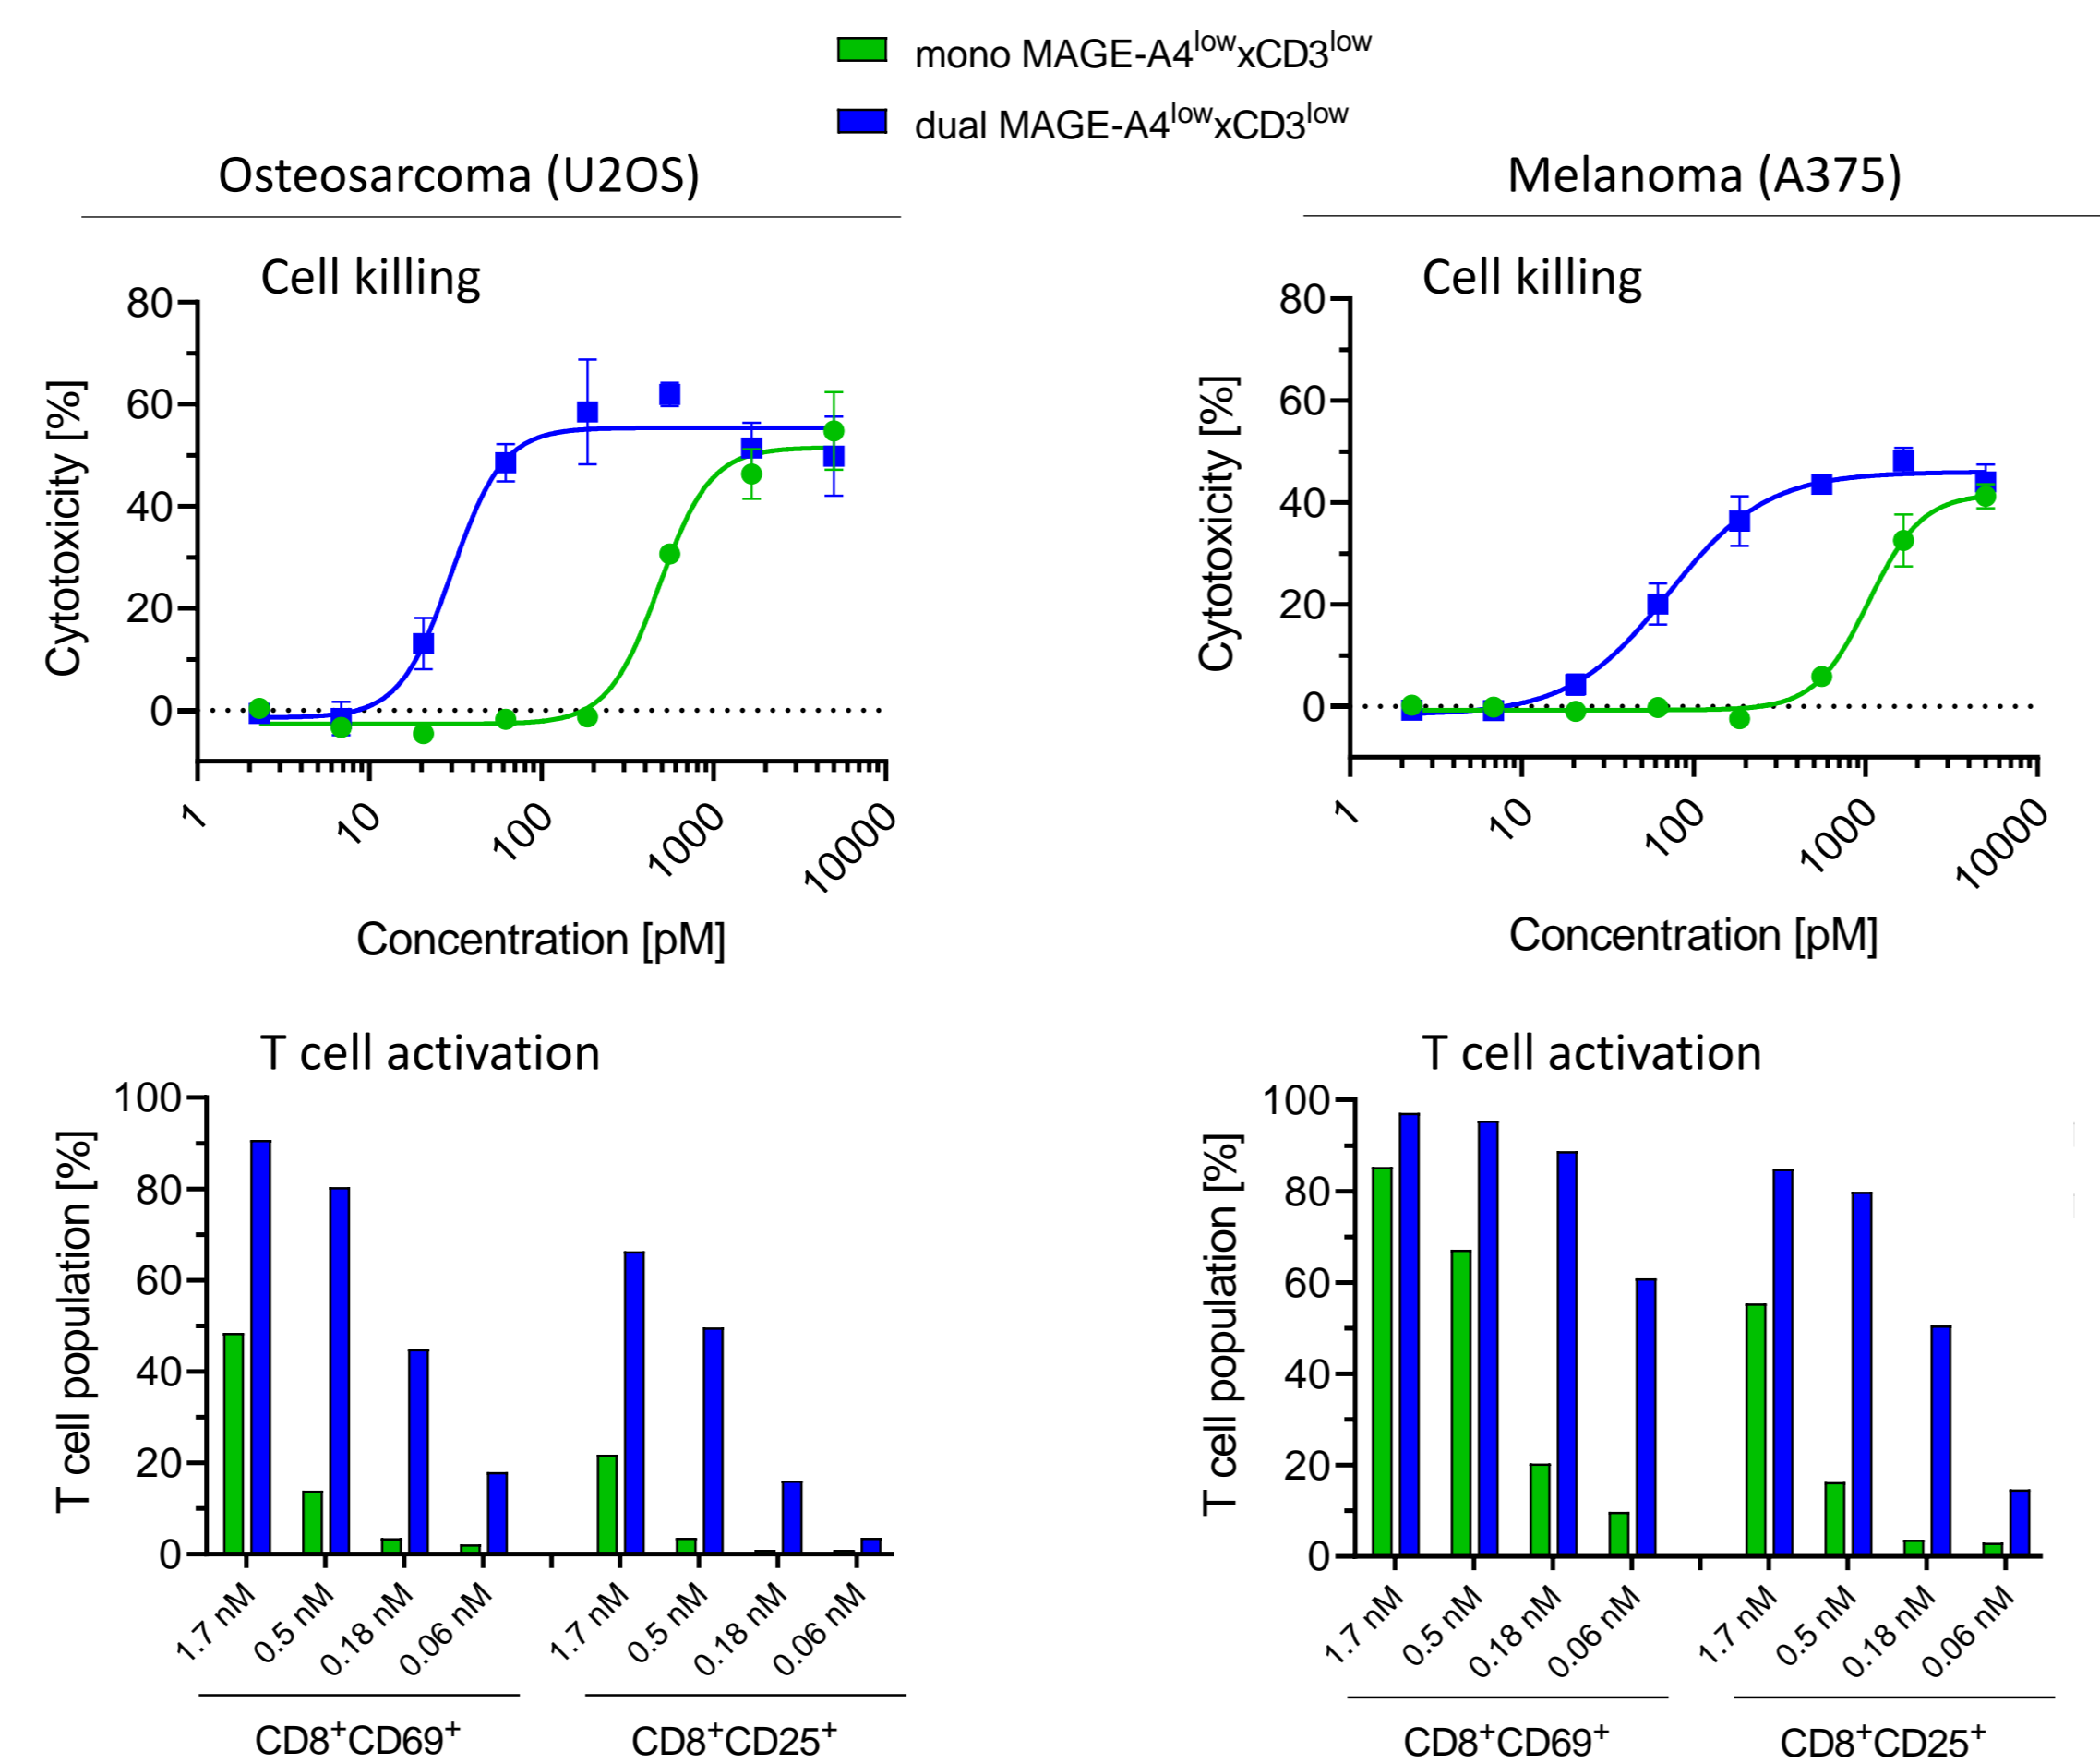 mono MAGE-A4lowxCD3low
dual MAGE-A4lowxCD3low
Osteosarcoma (U2OS)
Cell killing
Cytotoxicity [%]
80
60
40
20
0
1
10
100
1000
10000
Concentration [pM]
Melanoma (A375)
Cell killing
Cytotoxicity [%]
80
60
40
20
0
1
10
100
1000
10000
Concentration [pM]
T cell activation
T cell population [%]
100
80
60
40
20
0
1.7 nM
0.5 nM
0.18 nM
0.06 nM
1.7 nM
0.5 nM
0.18 nM
0.06 nM
CD8+CD69+
CD8+CD25+
T cell activation
T cell population [%]
100
80
60
40
20
0
1.7 nM
0.5 nM
0.18 nM
0.06 nM
1.7 nM
0.5 nM
0.18 nM
0.06 nM
CD8+CD69+
CD8+CD25+